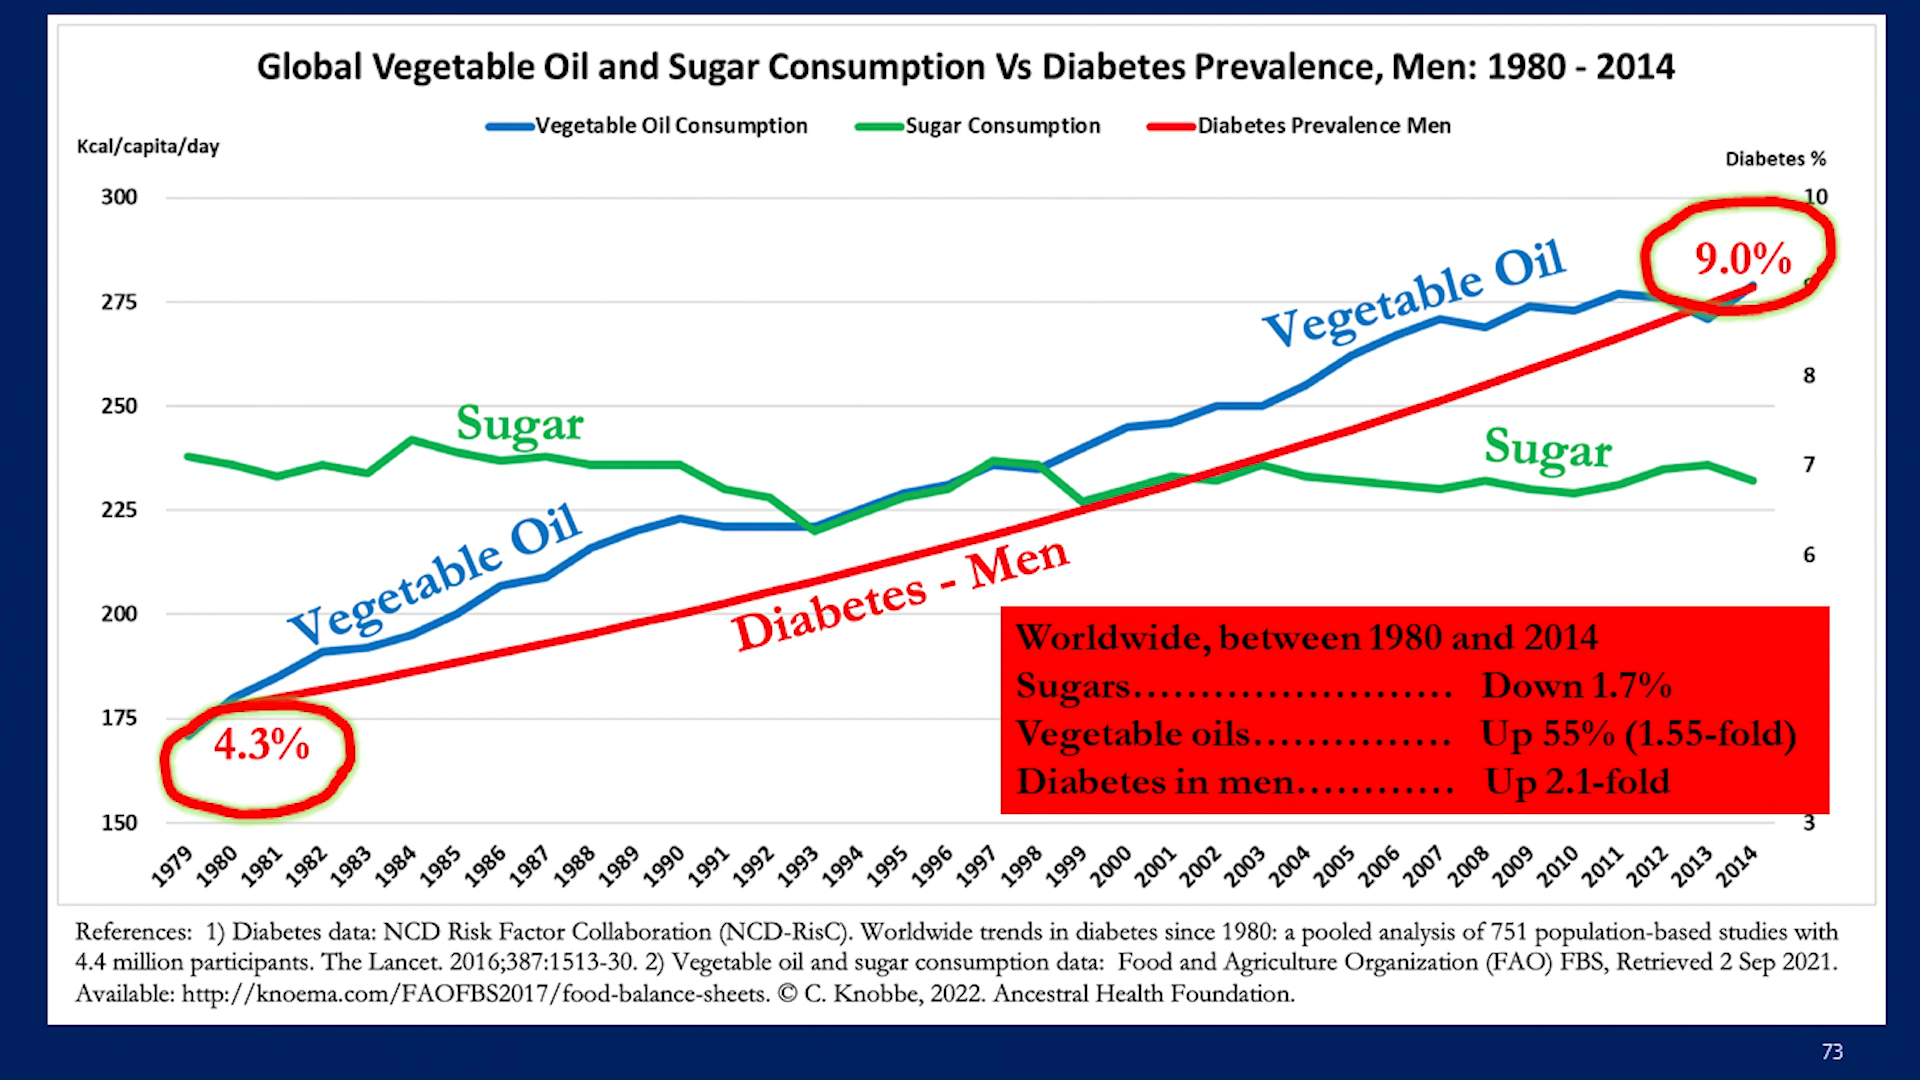 Global Vegetable Oil and Sugar Consumption Vs Diabetes Prevalence, Men: 1980 - 2014
Vegetable Oil Consumption Sugar Consumption Diabetes Prevalence Men
Kcal/capita/day
Diabetes %
300
275
250
225
200
175
150
10
8
7
6
3
9.0%
Vegetable Oil
Sugar
Sugar
Vegetable Oil
Diabetes - Men
4.3%
Worldwide, between 1980 and 2014
Sugars........................ Down 1.7%
Vegetable oils............... Up 55% (1.55-fold)
Diabetes in men............ Up 2.1-fold
1979 1980 1981 1982 1983 1984 1985 1986 1987 1988 1989 1990 1991 1992 1993 1994 1995 1996 1997 1998 1999 2000 2001 2002 2003 2004 2005 2006 2007 2008 2009 2010 2011 2012 2013 2014
References: 1) Diabetes data: NCD Risk Factor Collaboration (NCD-RisC). Worldwide trends in diabetes since 1980: a pooled analysis of 751 population-based studies with
4.4 million participants. The Lancet. 2016;387:1513-30. 2) Vegetable oil and sugar consumption data: Food and Agriculture Organization (FAO) FBS, Retrieved 2 Sep 2021.
Available: http://knoema.com/FAOFBS2017/food-balance-sheets. © C. Knobbe, 2022. Ancestral Health Foundation.
73